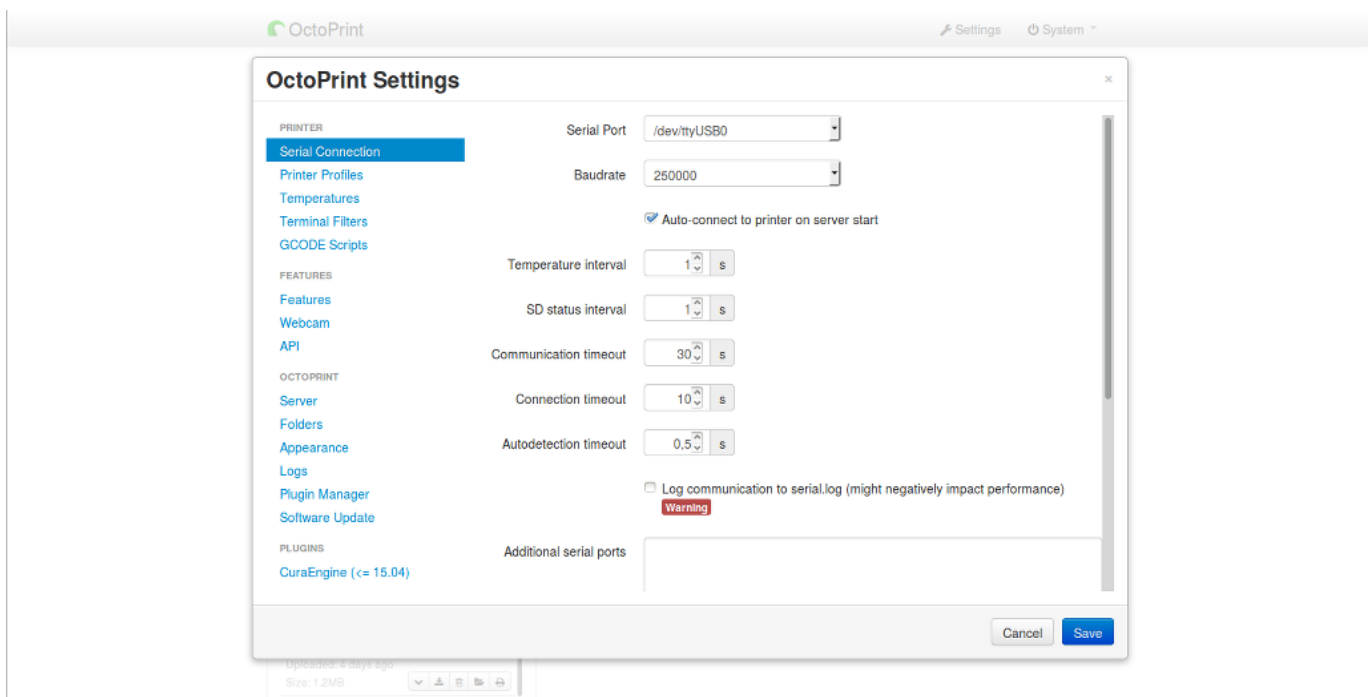 OctoPrint
Settings
System
OctoPrint Settings
×
PRINTER
Serial Connection
Printer Profiles
Temperatures
Terminal Filters
GCODE Scripts
FEATURES
Features
Webcam
API
OCTOPRINT
Server
Folders
Appearance
Logs
Plugin Manager
Software Update
PLUGINS
CuraEngine (<= 15.04)
Serial Port /dev/ttyUSB0
Baudrate 250000
Auto-connect to printer on server start
Temperature interval 1 s
SD status interval 1 s
Communication timeout 30 s
Connection timeout 10 s
Autodetection timeout 0,5 s
Log communication to serial.log (might negatively impact performance)
Warning
Additional serial ports
Cancel Save
Uploaded: 4 days ago
Size: 1.2MB